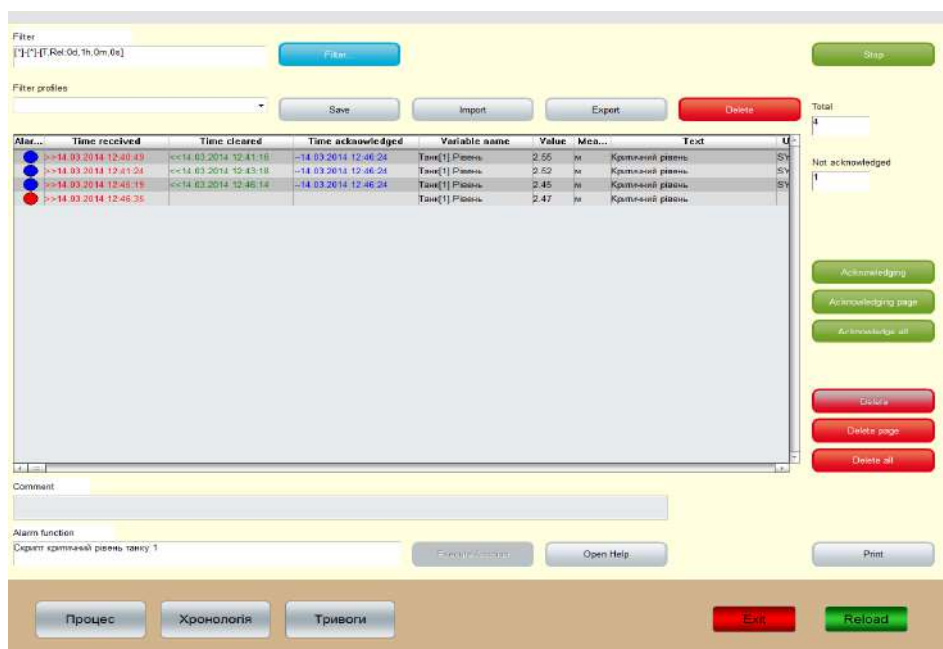 Filter
[*]-[*]-[T,Rel:0d,1h,0m,0s]
Filter...
Stop
Filter profiles
Save Import Export Delete
Total
4
Alar... Time received Time cleared Time acknowledged Variable name Value Mea... Text U
>>14.03.2014 12:40:49 <<14.03.2014 12:41:16 --14.03.2014 12:46:24 Танк[1].Рівень 2.55 м Критичний рівень SY
>>14.03.2014 12:41:24 <<14.03.2014 12:43:18 --14.03.2014 12:46:24 Танк[1].Рівень 2.52 м Критичний рівень SY
>>14.03.2014 12:45:19 <<14.03.2014 12:46:14 --14.03.2014 12:46:24 Танк[1].Рівень 2.45 м Критичний рівень SY
>>14.03.2014 12:46:35 Танк[1].Рівень 2.47 м Критичний рівень
Not acknowledged
1
Acknowledging
Acknowledging page
Acknowledge all
Delete
Delete page
Delete all
Comment
Alarm function
Скрипт критичний рівень танку 1
Open Help
Print
Процес Хронологія Тривоги Exit Reload